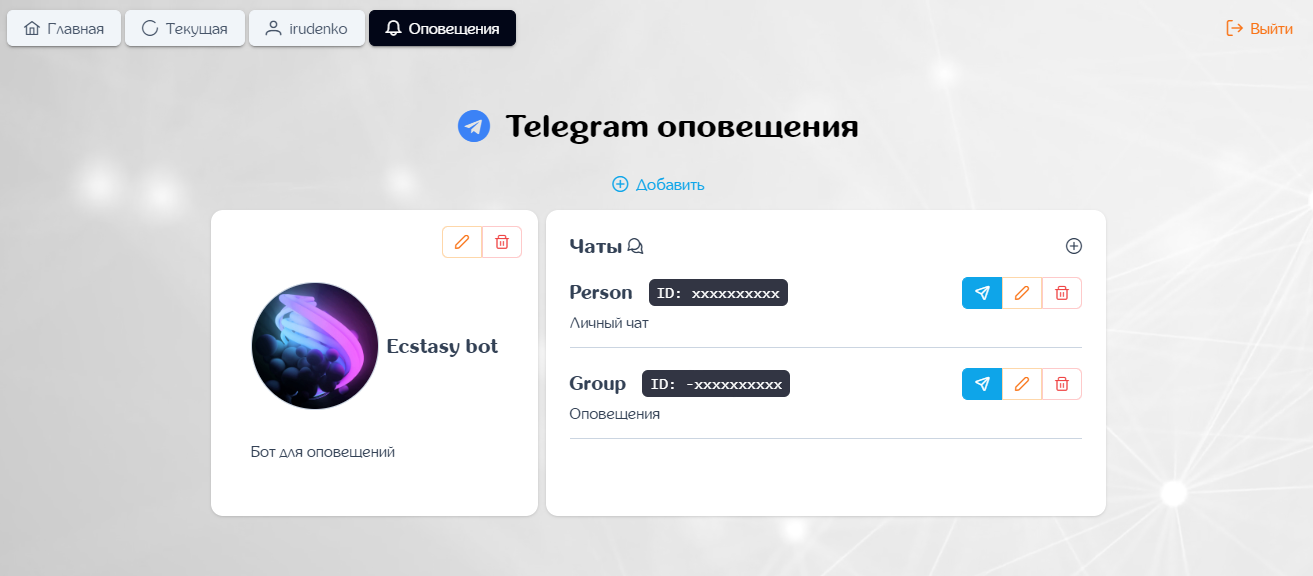 Главная Текущая irudenko Оповещения Выйти
Telegram оповещения
Добавить
Ecstasy bot
Бот для оповещений
Чаты
Person ID: xxxxxxxxxx
Личный чат
Group ID: -xxxxxxxxxx
Оповещения